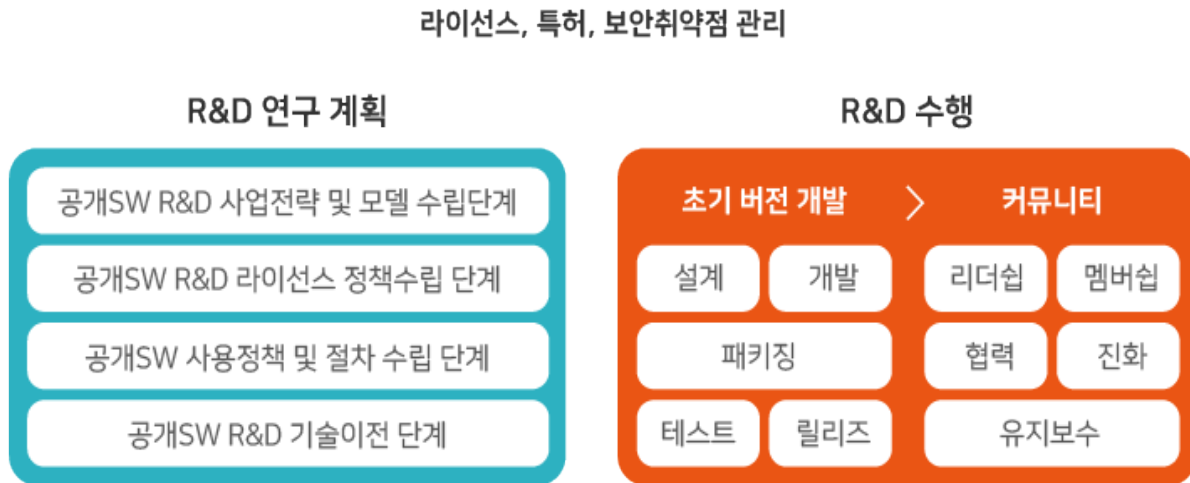 라이선스, 특허, 보안취약점 관리
R&D 연구 계획
공개SW R&D 사업전략 및 모델 수립단계
공개SW R&D 라이선스 정책수립 단계
공개SW 사용정책 및 절차 수립 단계
공개SW R&D 기술이전 단계
R&D 수행
초기 버전 개발 > 커뮤니티
설계 개발 리더쉽 멤버쉽
패키징 협력 진화
테스트 릴리즈 유지보수